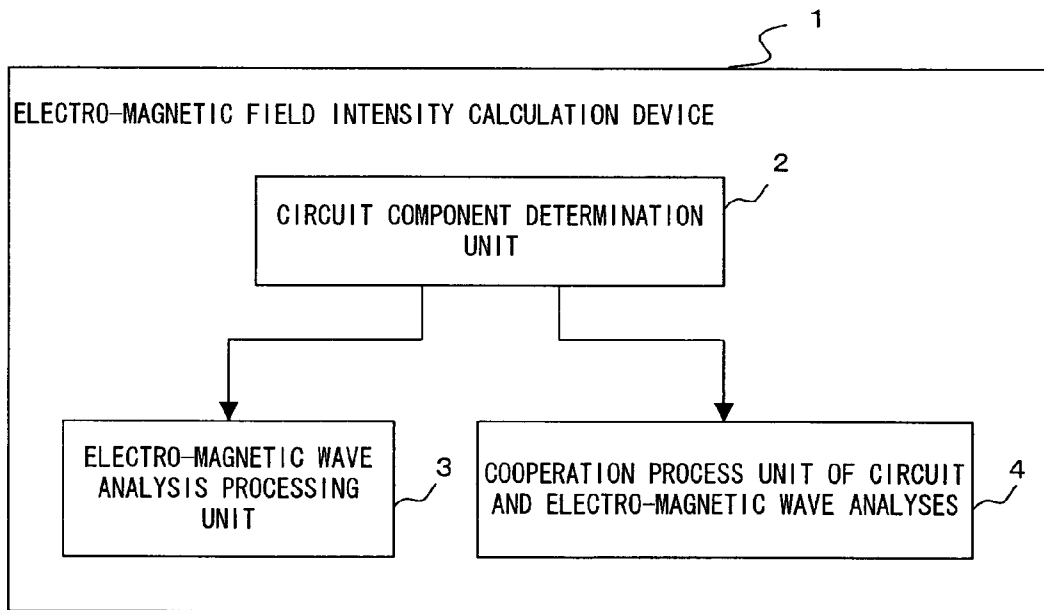 1
ELECTRO-MAGNETIC FIELD INTENSITY CALCULATION DEVICE
2
CIRCUIT COMPONENT DETERMINATION
UNIT
ELECTRO-MAGNETIC WAVE
ANALYSIS PROCESSING
UNIT
3
COOPERATION PROCESS UNIT OF CIRCUIT
AND ELECTRO-MAGNETIC WAVE ANALYSES
4